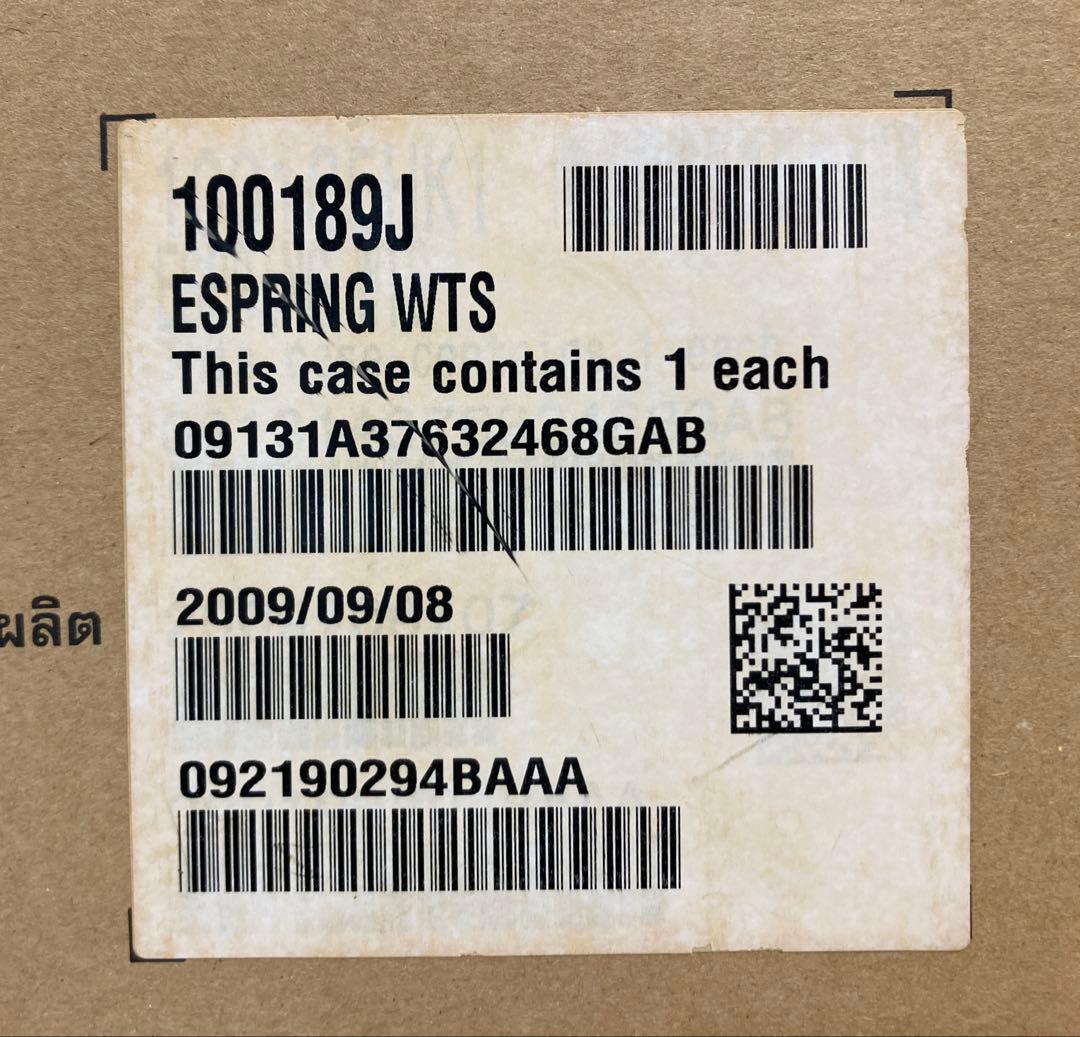 100189J
ESPRING WTS
This case contains 1 each
09131A37632468GAB
2009/09/08
ผลิต
092190294BAAA